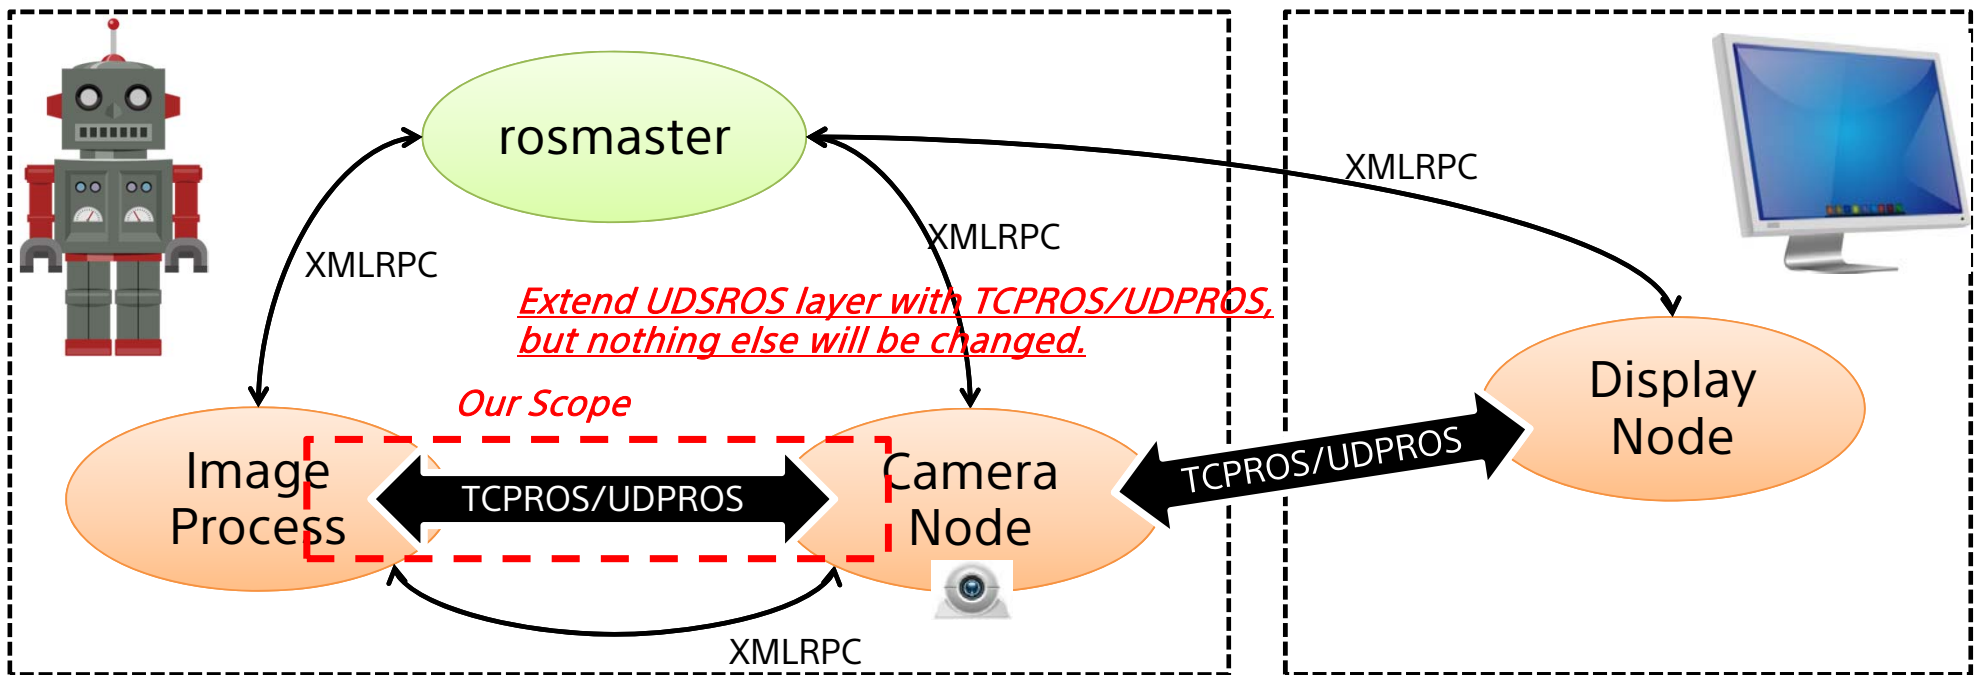 rosmaster
XMLRPC
XMLRPC
XMLRPC
Extend UDSROS layer with TCPROS/UDPROS,
but nothing else will be changed.
Our Scope
Image
Process
TCPROS/UDPROS
Camera
Node
TCPROS/UDPROS
Display
Node
XMLRPC